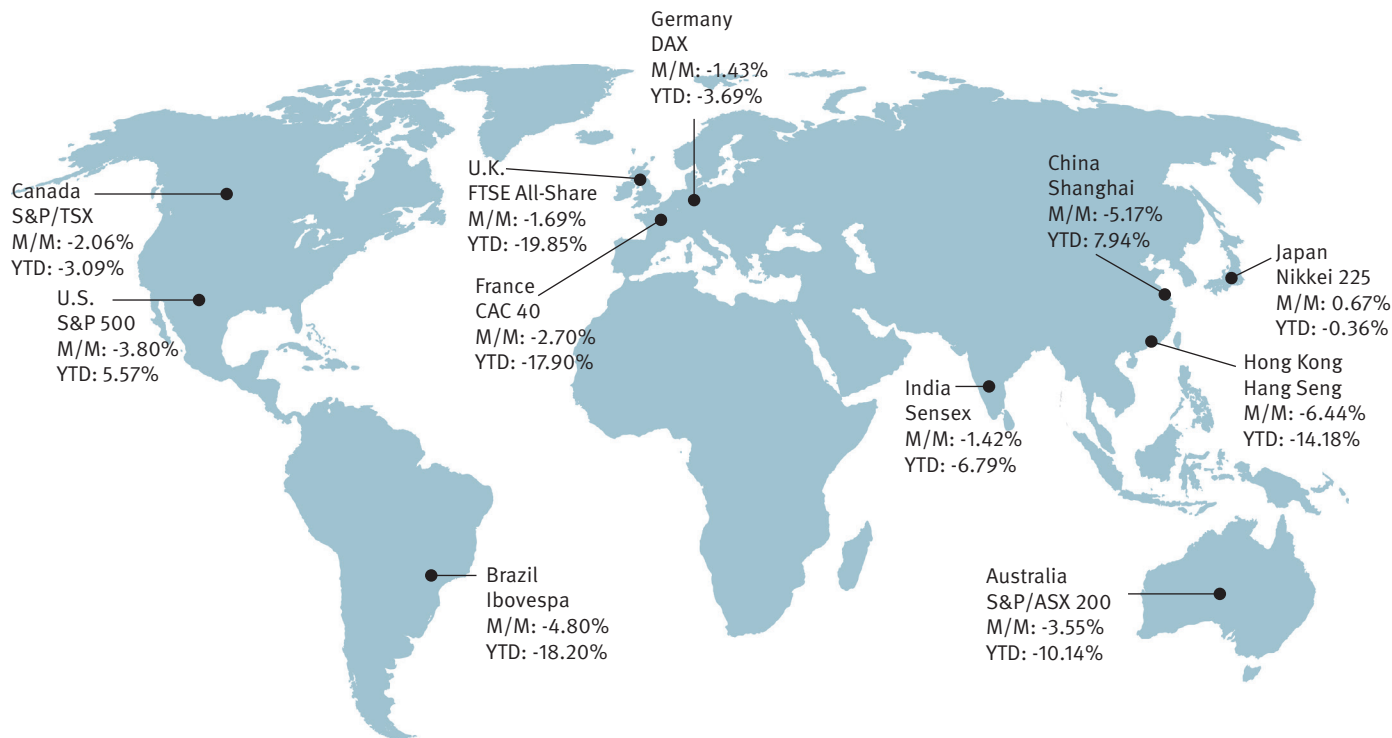 Germany
DAX
M/M: -1.43%
YTD: -3.69%
Canada
S&P/TSX
M/M: -2.06%
YTD: -3.09%
U.S.
S&P 500
M/M: -3.80%
YTD: 5.57%
U.K.
FTSE All-Share
M/M: -1.69%
YTD: -19.85%
France
CAC 40
M/M: -2.70%
YTD: -17.90%
China
Shanghai
M/M: -5.17%
YTD: 7.94%
Japan
Nikkei 225
M/M: 0.67%
YTD: -0.36%
Hong Kong
Hang Seng
M/M: -6.44%
YTD: -14.18%
India
Sensex
M/M: -1.42%
YTD: -6.79%
Brazil
Ibovespa
M/M: -4.80%
YTD: -18.20%
Australia
S&P/ASX 200
M/M: -3.55%
YTD: -10.14%